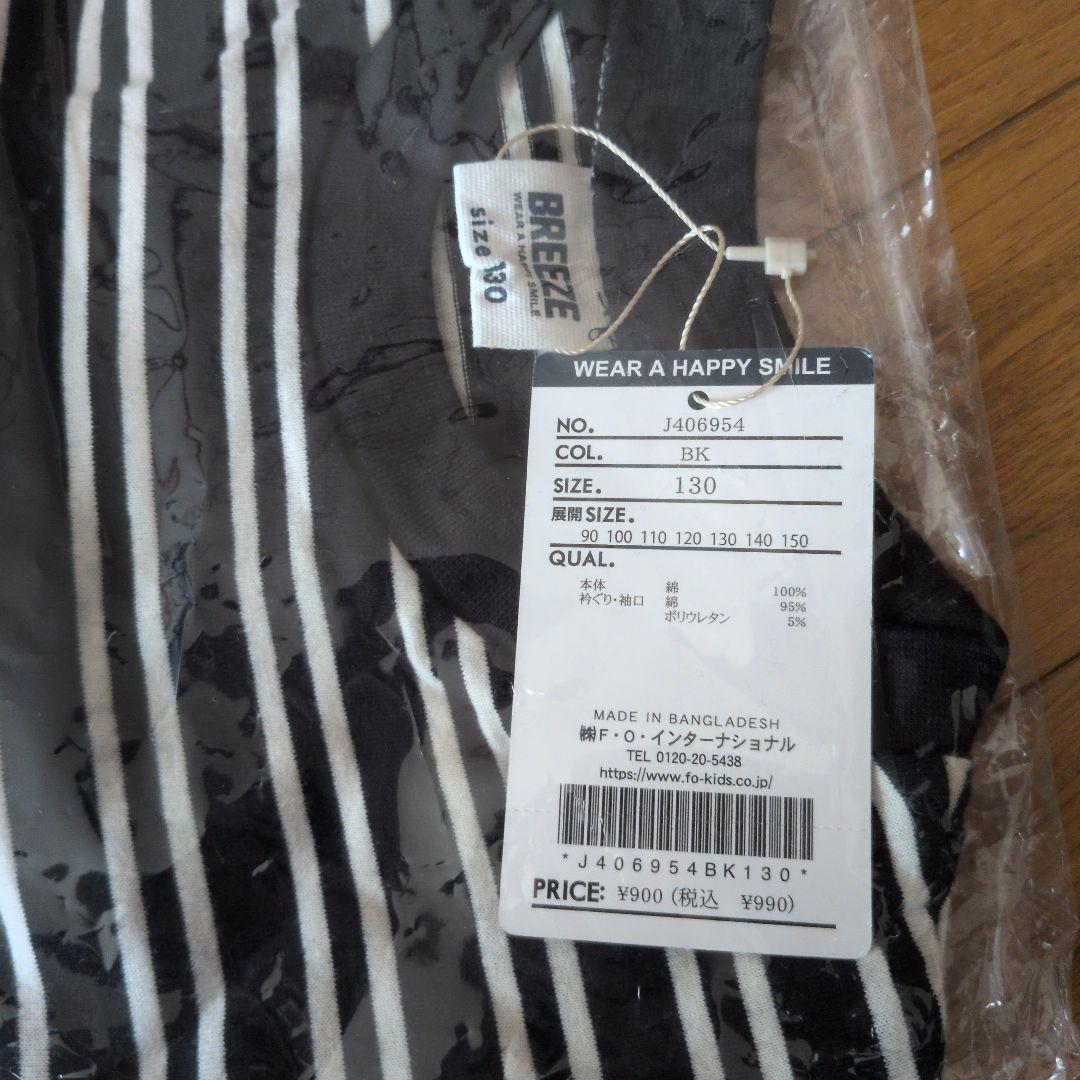 BREEZE
WEAR A HAPPY SMILE
size 130
WEAR A HAPPY SMILE
NO. J406954
COL. BK
SIZE. 130
展開 SIZE.
90 100 110 120 130 140 150
QUAL.
本体 綿 100%
衿ぐり・袖口 綿 95%
ポリウレタン 5%
MADE IN BANGLADESH
㈱F・O・インターナショナル
TEL 0120-20-5438
https://www.fo-kids.co.jp/
*J406954BK130*
PRICE: ¥900 (税込 ¥990)